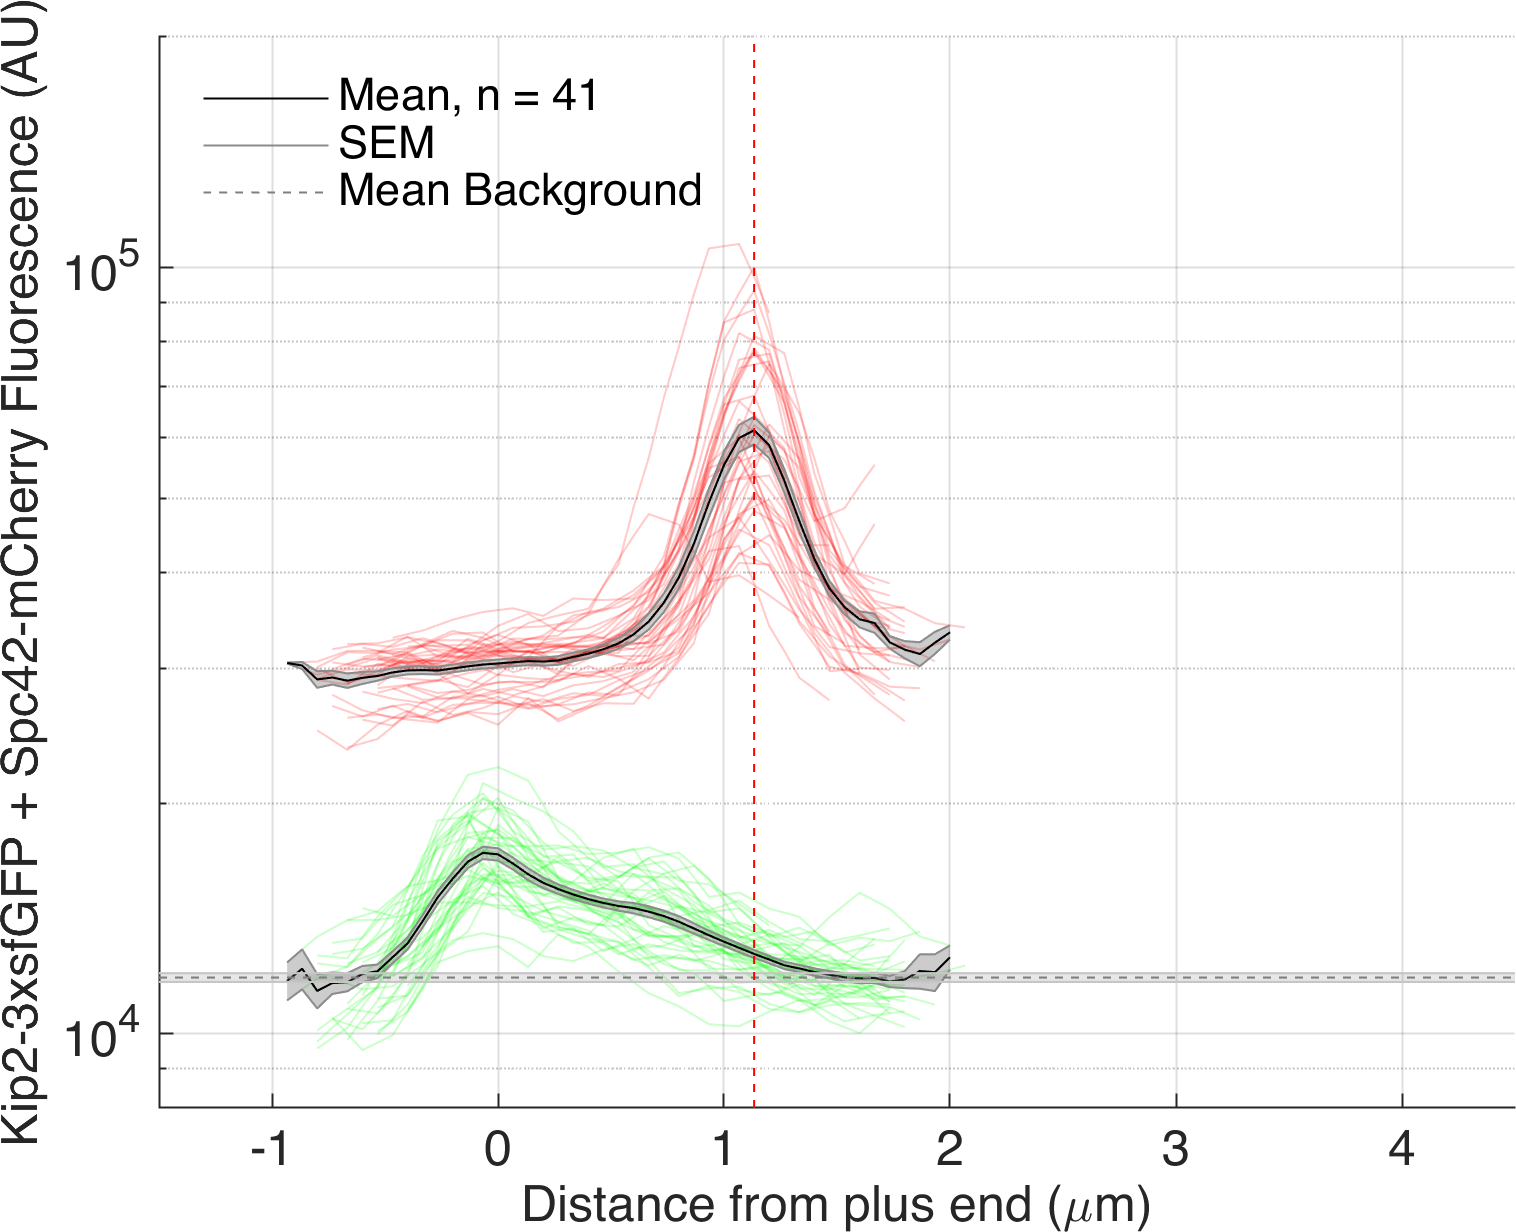 Kip2-3xsfGFP + Spc42-mCherry Fluorescence (AU)
Mean, n = 41
SEM
Mean Background
10^5
10^4
-1 0 1 2 3 4
Distance from plus end (μm)